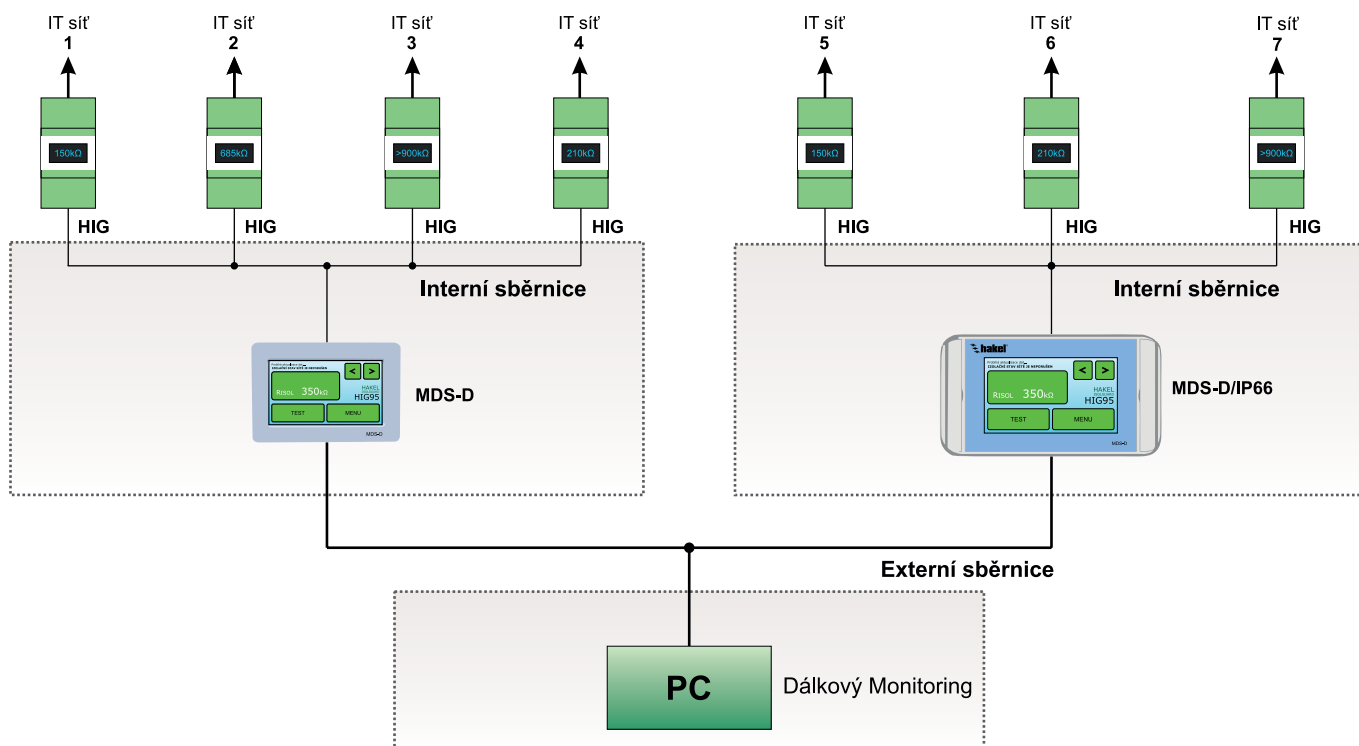 IT síť
1
IT síť
2
IT síť
3
IT síť
4
IT síť
5
IT síť
6
IT síť
7
150kΩ
685kΩ
>900kΩ
210kΩ
150kΩ
210kΩ
>900kΩ
HIG
HIG
HIG
HIG
HIG
HIG
HIG
Interní sběrnice
Interní sběrnice
< >
RISOL 350kΩ
HAKEL
HIG95
TEST
MENU
MDS-D
MDS-D
hakel
< >
RISOL 350kΩ
HAKEL
HIG95
TEST
MENU
MDS-D
MDS-D/IP66
Externí sběrnice
PC
Dálkový Monitoring